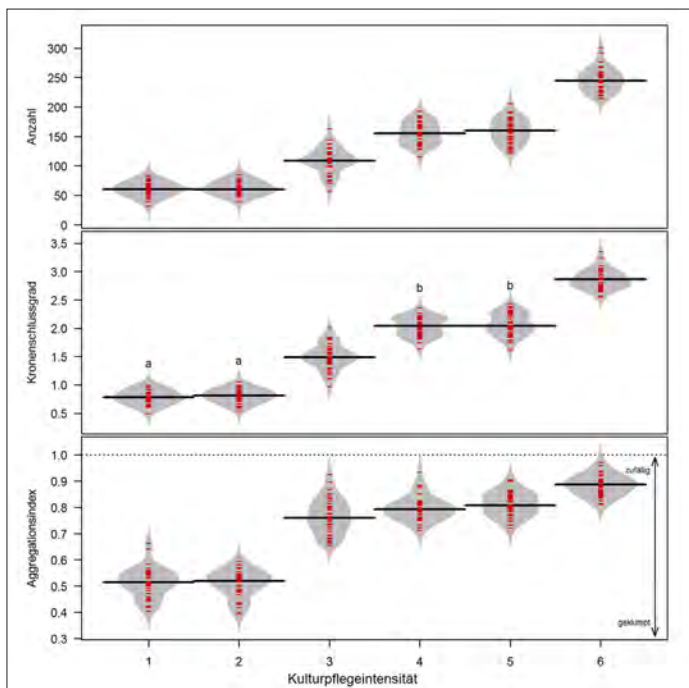 Anzahl
300
250
200
150
100
50
0
Kronenschlussgrad
3.5
3.0
2.5
2.0
1.5
1.0
0.5
a
a
b
b
Aggregationsindex
1.0
0.9
0.8
0.7
0.6
0.5
0.4
0.3
zufällig
geklumpt
1 2 3 4 5 6
Kulturpflegeintensität